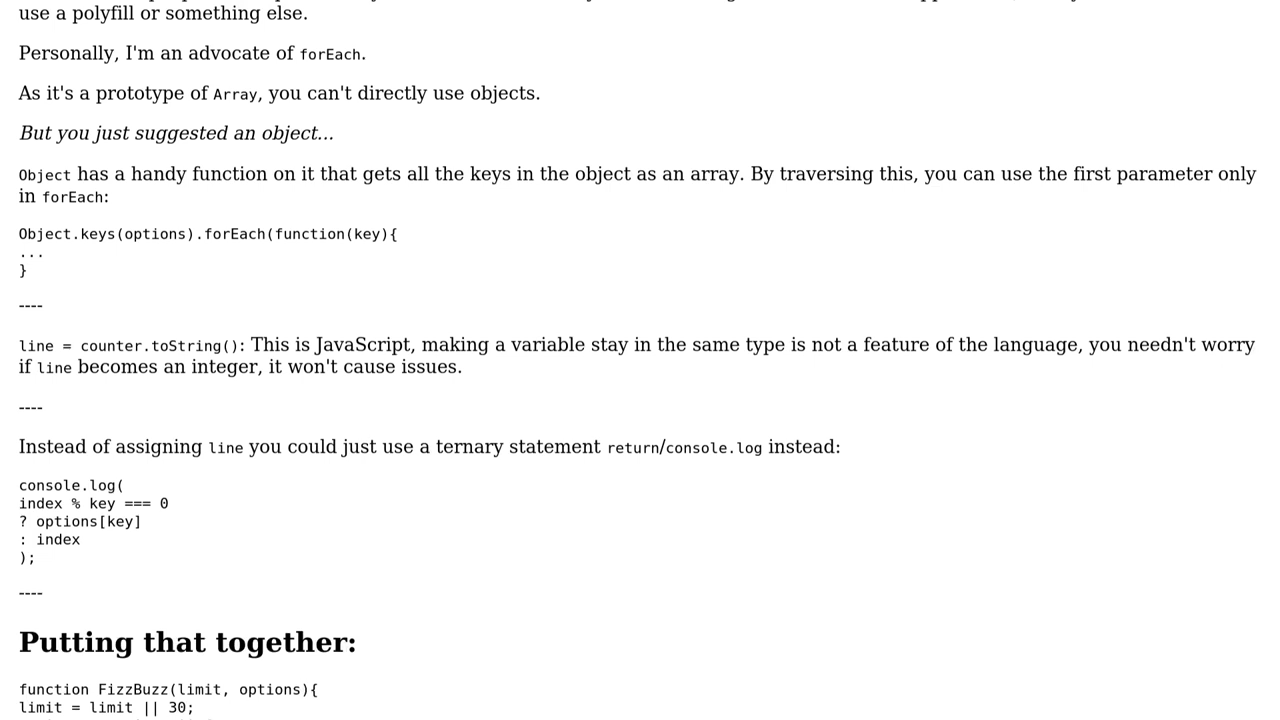 use a polyfill or something else.
Personally, I'm an advocate of forEach.
As it's a prototype of Array, you can't directly use objects.
But you just suggested an object...
Object has a handy function on it that gets all the keys in the object as an array. By traversing this, you can use the first parameter only
in forEach:
Object.keys(options).forEach(function(key){
...
}
----
line = counter.toString(): This is JavaScript, making a variable stay in the same type is not a feature of the language, you needn't worry
if line becomes an integer, it won't cause issues.
----
Instead of assigning line you could just use a ternary statement return/console.log instead:
console.log(
index % key === 0
? options[key]
: index
);
----
Putting that together:
function FizzBuzz(limit, options){
limit = limit || 30;